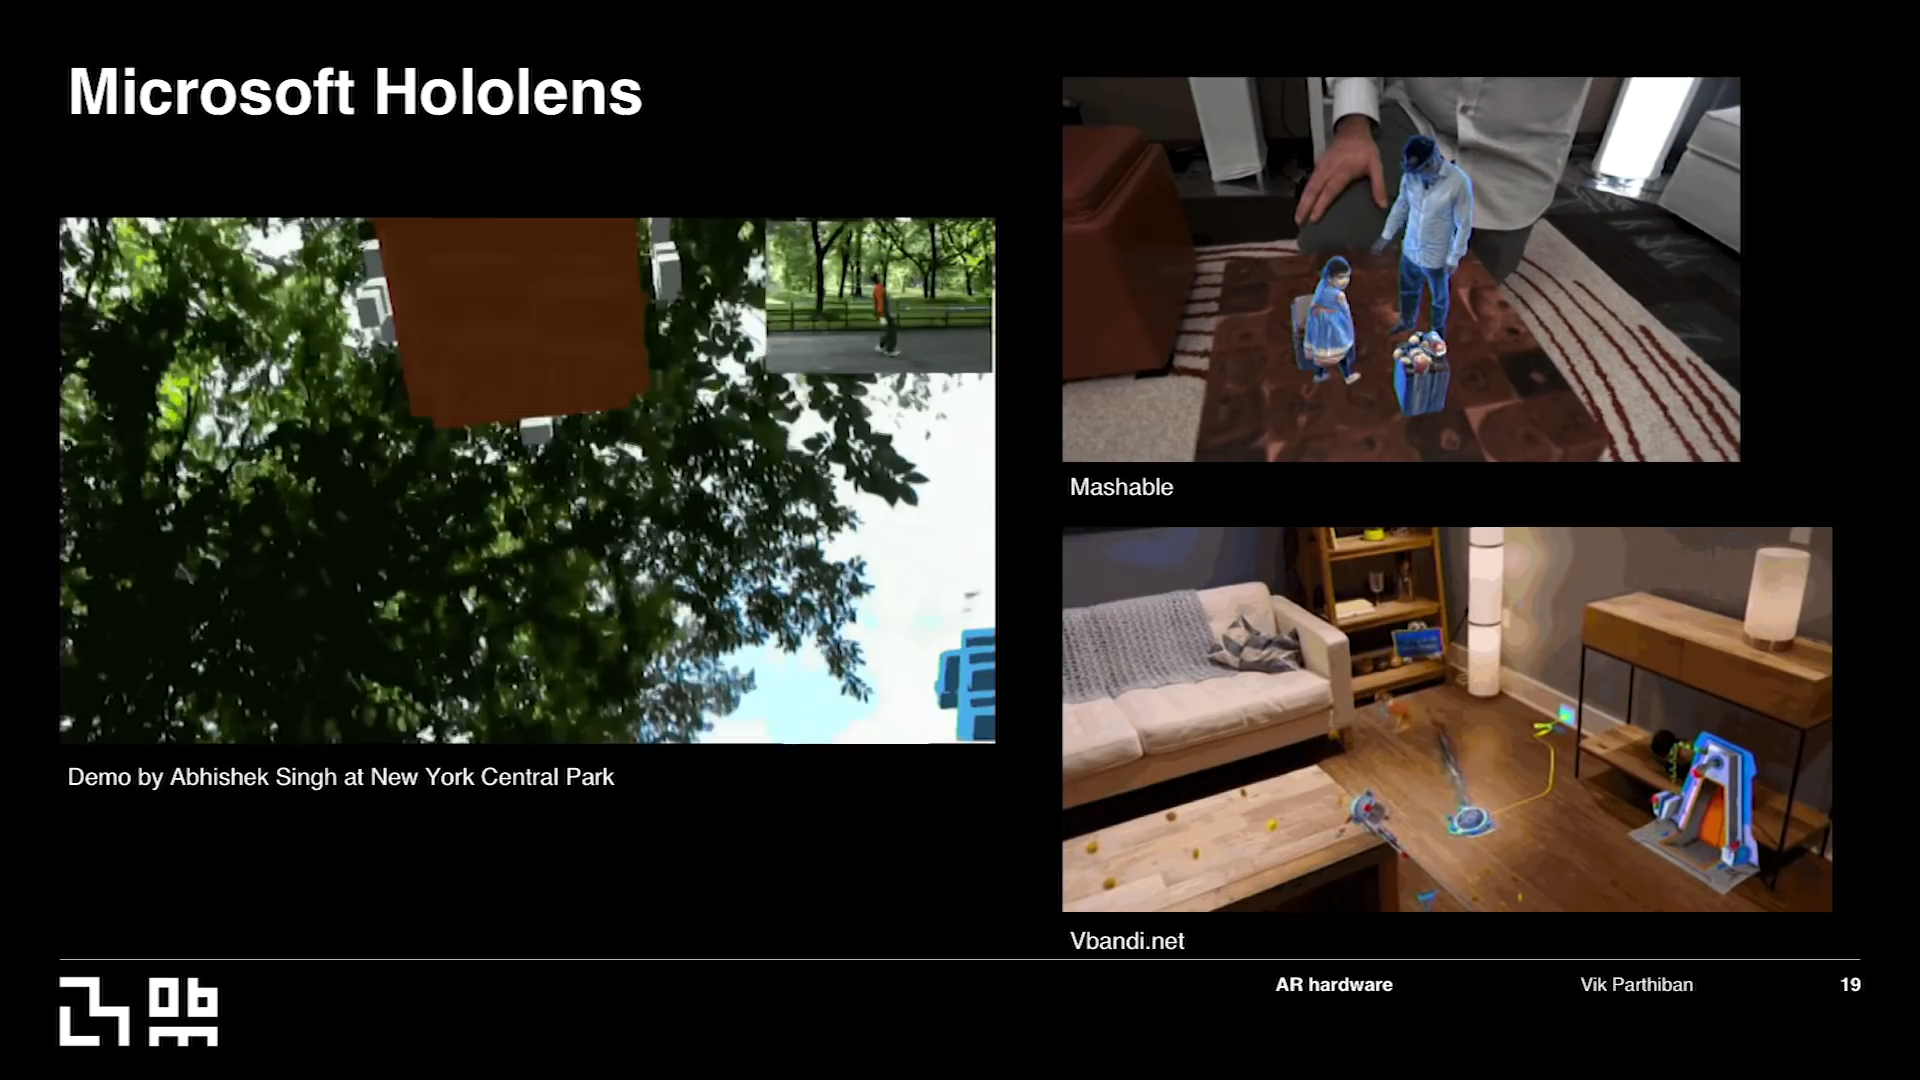 Microsoft Hololens
Demo by Abhishek Singh at New York Central Park
Mashable
Vbandi.net
AR hardware
Vik Parthiban
19